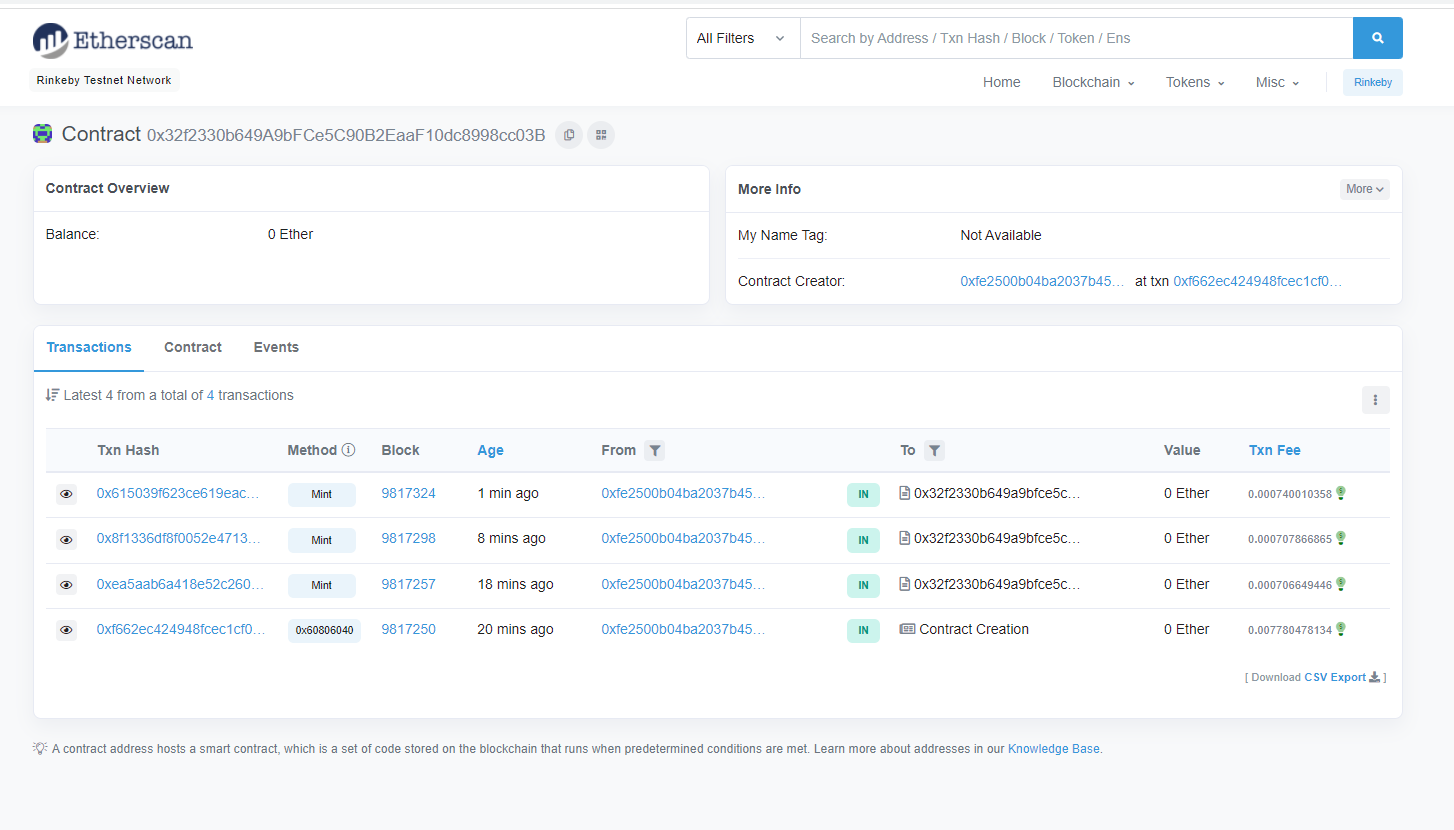 Etherscan
All Filters Search by Address / Txn Hash / Block / Token / Ens
Rinkeby Testnet Network
Home Blockchain Tokens Misc Rinkeby
Contract 0x32f2330b649A9bFCe5C90B2EaaF10dc8998cc03B
Contract Overview
Balance: 0 Ether
More Info More
My Name Tag: Not Available
Contract Creator: 0xfe2500b04ba2037b45... at txn 0xf662ec424948fcec1cf0...
Transactions Contract Events
Latest 4 from a total of 4 transactions
Txn Hash Method Block Age From To Value Txn Fee
0x615039f623ce619eac... Mint 9817324 1 min ago 0xfe2500b04ba2037b45... IN 0x32f2330b649a9bfce5c... 0 Ether 0.000740010358
0x8f1336df8f0052e4713... Mint 9817298 8 mins ago 0xfe2500b04ba2037b45... IN 0x32f2330b649a9bfce5c... 0 Ether 0.000707866865
0xea5aab6a418e52c260... Mint 9817257 18 mins ago 0xfe2500b04ba2037b45... IN 0x32f2330b649a9bfce5c... 0 Ether 0.000706649446
0xf662ec424948fcec1cf0... 0x60806040 9817250 20 mins ago 0xfe2500b04ba2037b45... IN Contract Creation 0 Ether 0.007780478134
[ Download CSV Export ]
A contract address hosts a smart contract, which is a set of code stored on the blockchain that runs when predetermined conditions are met. Learn more about addresses in our Knowledge Base.